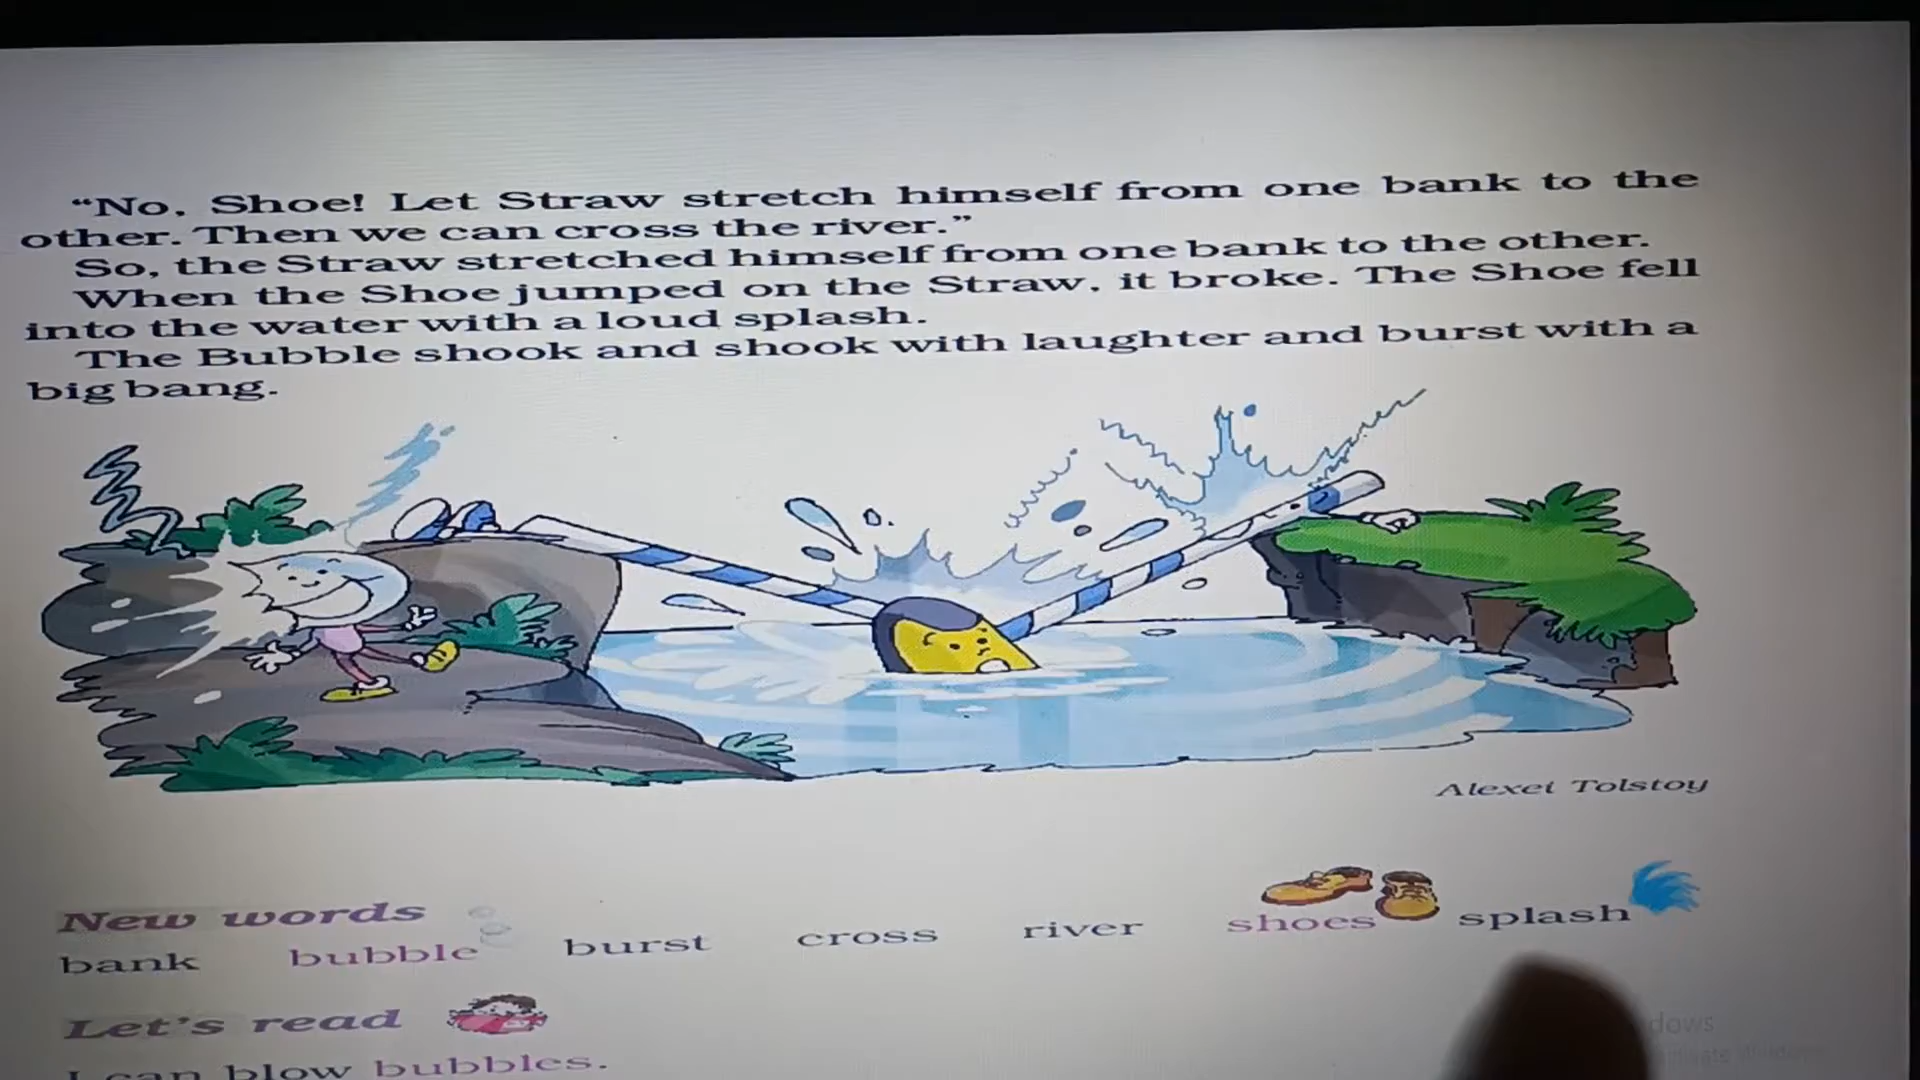 “No, Shoe! Let Straw stretch himself from one bank to the
other. Then we can cross the river.”
So, the Straw stretched himself from one bank to the other.
When the Shoe jumped on the Straw, it broke. The Shoe fell
into the water with a loud splash.
The Bubble shook and shook with laughter and burst with a
big bang.
Alexei Tolstoy
New words
bank bubble burst cross river shoes splash
Let's read
I can blow bubbles.